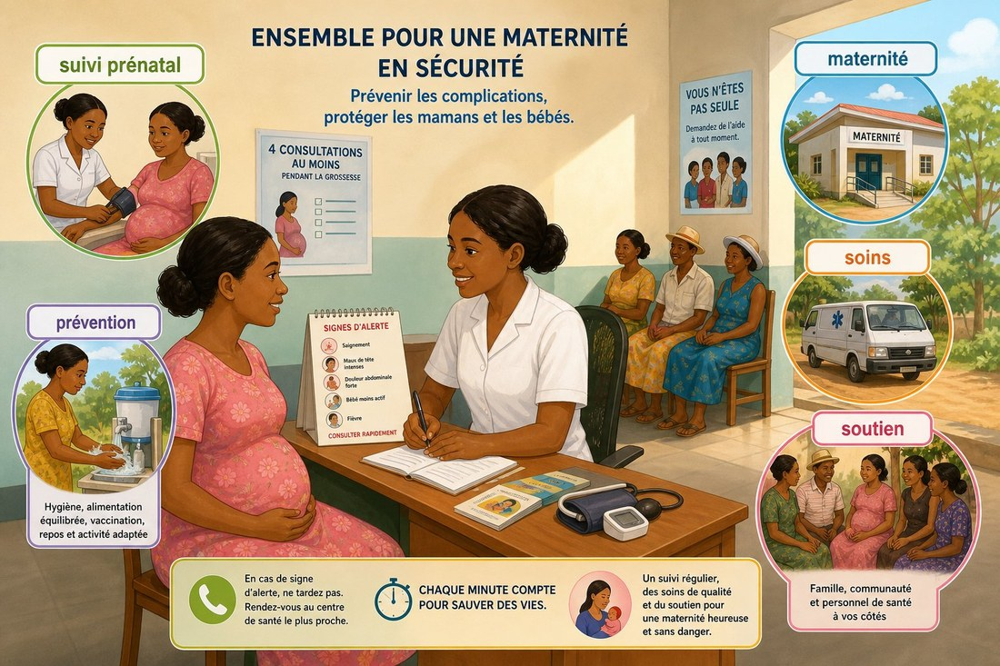 ENSEMBLE POUR UNE MATERNITÉ
EN SÉCURITÉ
Prévenir les complications,
protéger les mamans et les bébés.
suivi prénatal
4 CONSULTATIONS
AU MOINS
PENDANT LA GROSSESSE
VOUS N'ÊTES
PAS SEULE
Demandez de l'aide
à tout moment.
maternité
MATERNITÉ
soins
prévention
Hygiène, alimentation
équilibrée, vaccination,
repos et activité adaptée
SIGNES D'ALERTE
Saignement
Maux de tête
intenses
Douleur abdominale
forte
Bébé moins actif
Fièvre
CONSULTER RAPIDEMENT
soutien
Famille, communauté
et personnel de santé
à vos côtés
En cas de signe
d'alerte, ne tardez pas.
Rendez-vous au centre
de santé le plus proche.
CHAQUE MINUTE COMPTE
POUR SAUVER DES VIES.
Un suivi régulier,
des soins de qualité
et du soutien pour
une maternité heureuse
et sans danger.